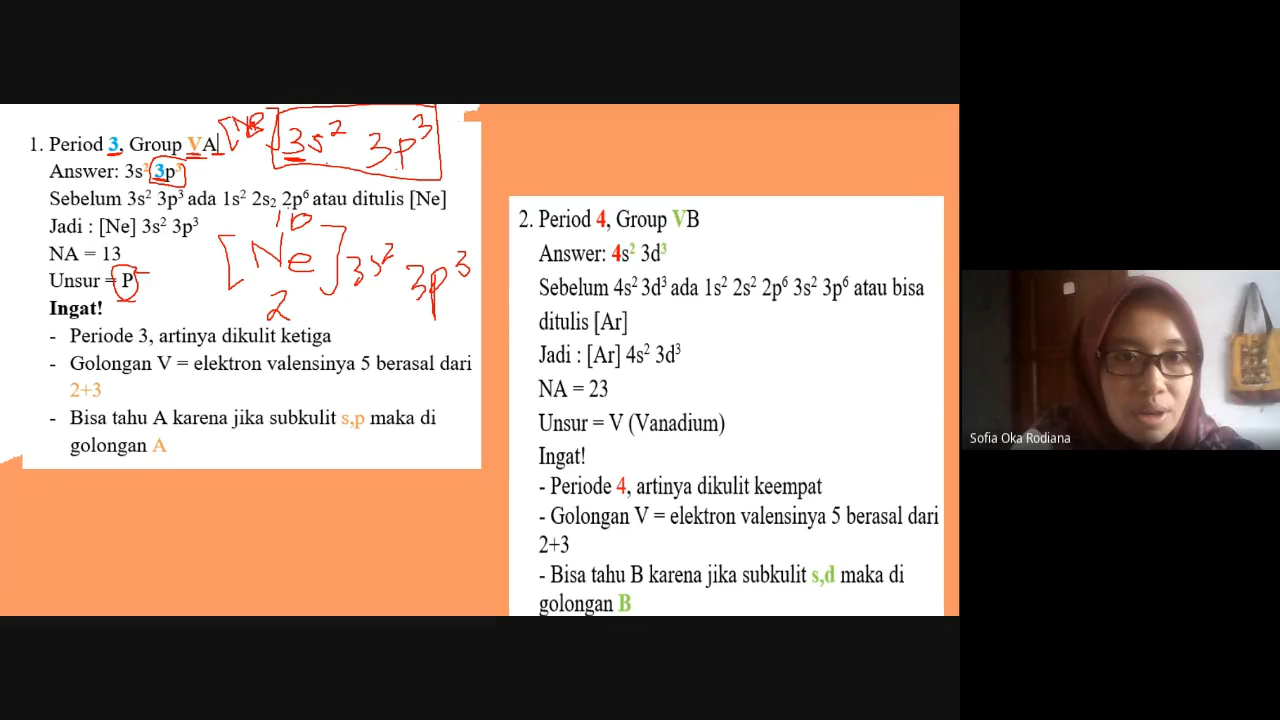 1. Period 3, Group VA
[Ne] 3s² 3p³
Answer: 3s² 3p³
Sebelum 3s² 3p³ ada 1s² 2s₂ 2p⁶ atau ditulis [Ne]
Jadi : [Ne] 3s² 3p³
NA = 13
Unsur = P
10
[Ne] 3s² 3p³
2
Ingat!
- Periode 3, artinya dikulit ketiga
- Golongan V = elektron valensinya 5 berasal dari
2+3
- Bisa tahu A karena jika subkulit s,p maka di
golongan A
2. Period 4, Group VB
Answer: 4s² 3d³
Sebelum 4s² 3d³ ada 1s² 2s² 2p⁶ 3s² 3p⁶ atau bisa
ditulis [Ar]
Jadi : [Ar] 4s² 3d³
NA = 23
Unsur = V (Vanadium)
Ingat!
- Periode 4, artinya dikulit keempat
- Golongan V = elektron valensinya 5 berasal dari
2+3
- Bisa tahu B karena jika subkulit s,d maka di
golongan B
Sofia Oka Rodiana